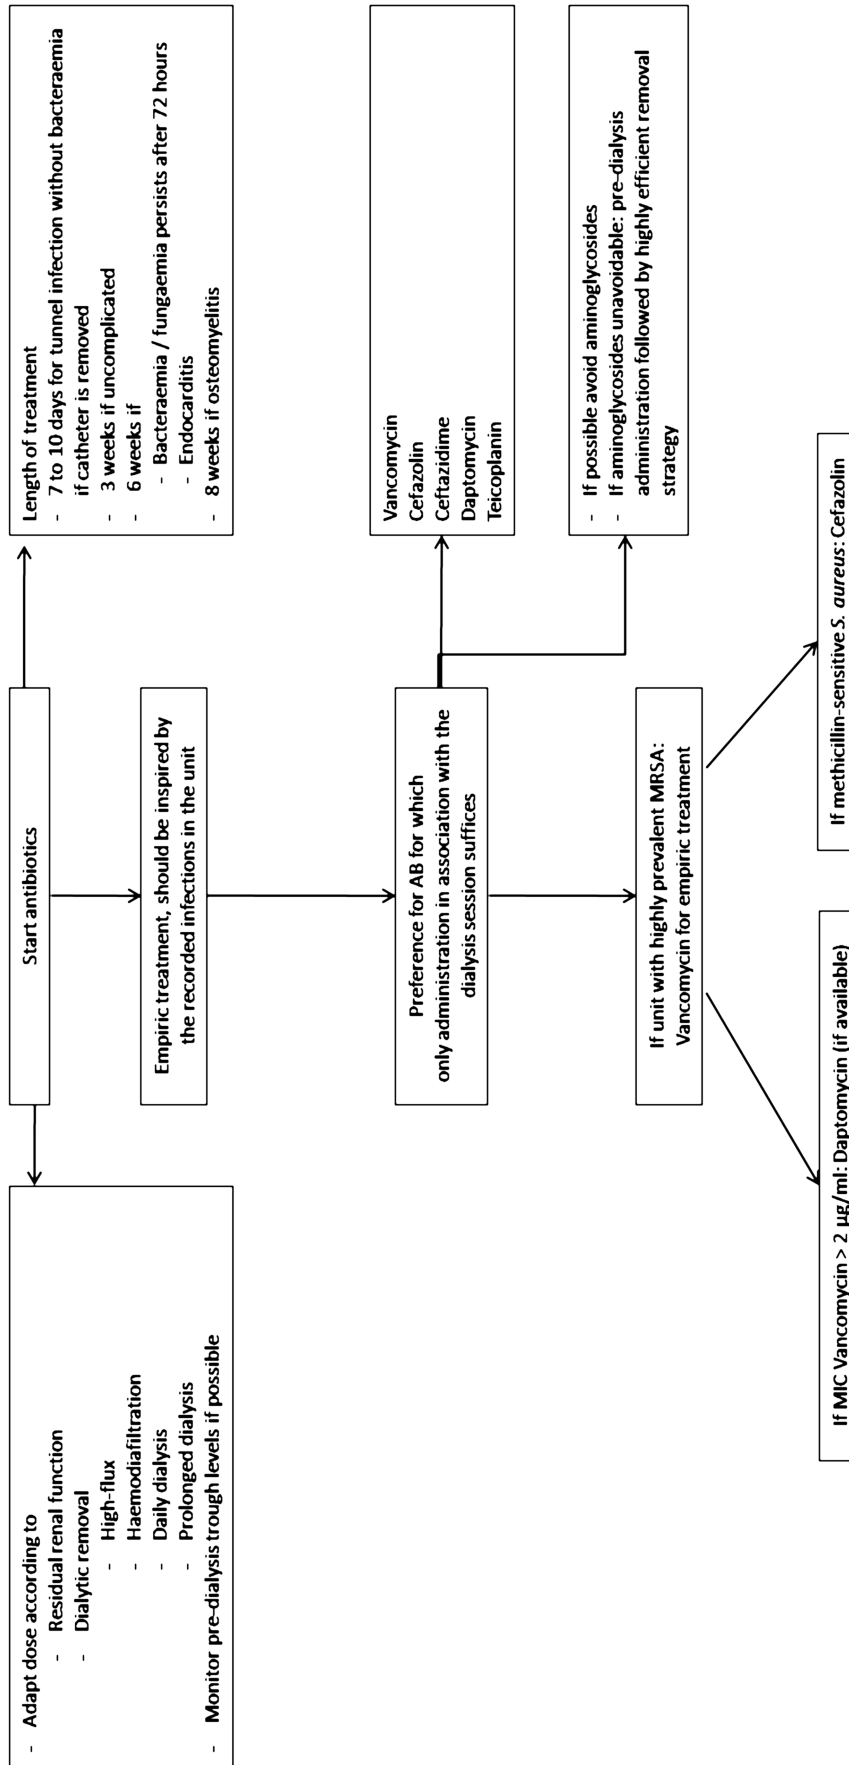 - Adapt dose according to
- Residual renal function
- Dialytic removal
- High-flux
- Haemodiafiltration
- Daily dialysis
- Prolonged dialysis
- Monitor pre-dialysis trough levels if possible
Start antibiotics
Length of treatment
- 7 to 10 days for tunnel infection without bacteraemia
if catheter is removed
- 3 weeks if uncomplicated
- 6 weeks if
- Bacteraemia / fungaemia persists after 72 hours
- Endocarditis
- 8 weeks if osteomyelitis
Empiric treatment, should be inspired by
the recorded infections in the unit
Preference for AB for which
only administration in association with the
dialysis session suffices
Vancomycin
Cefazolin
Ceftazidime
Daptomycin
Teicoplanin
- If possible avoid aminoglycosides
- If aminoglycosides unavoidable: pre-dialysis
administration followed by highly efficient removal
strategy
If unit with highly prevalent MRSA:
Vancomycin for empiric treatment
If MIC Vancomycin > 2 µg/ml: Daptomycin (if available)
If methicillin-sensitive S. aureus: Cefazolin